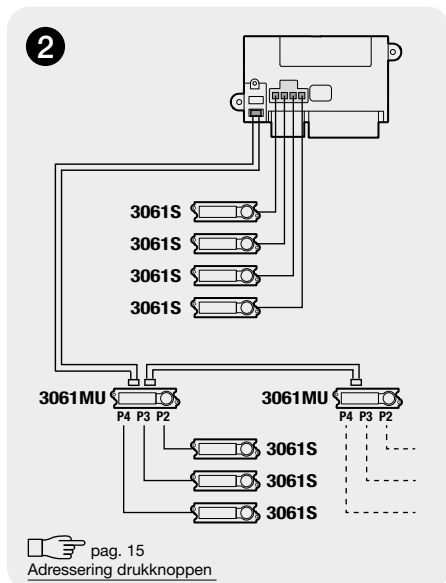 2
3061S
3061S
3061S
3061S
3061MU 3061MU
P4 P3 P2 P4 P3 P2
3061S
3061S
3061S
pag. 15
Adressering drukknoppen